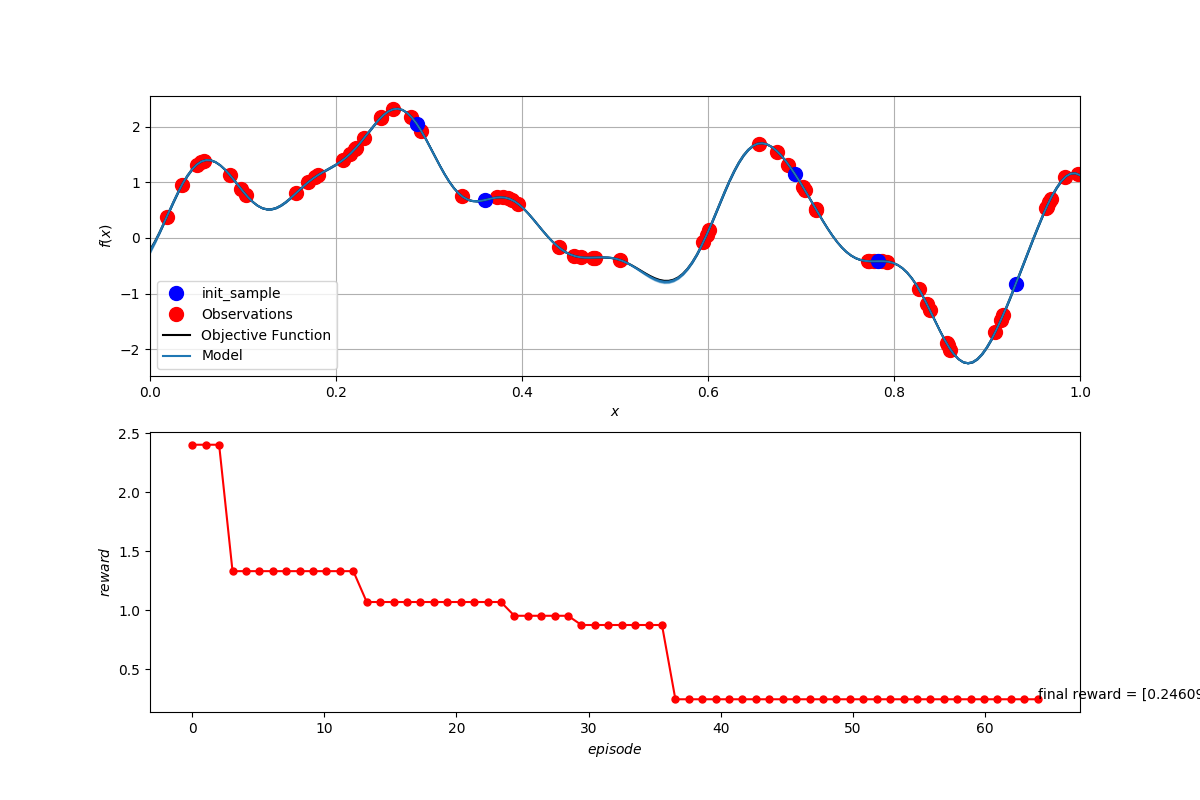 f(x)
2
1
0
−1
−2
init_sample
Observations
Objective Function
Model
0.0 0.2 0.4 0.6 0.8 1.0
x
reward
2.5
2.0
1.5
1.0
0.5
final reward = [0.24609
0 10 20 30 40 50 60
episode